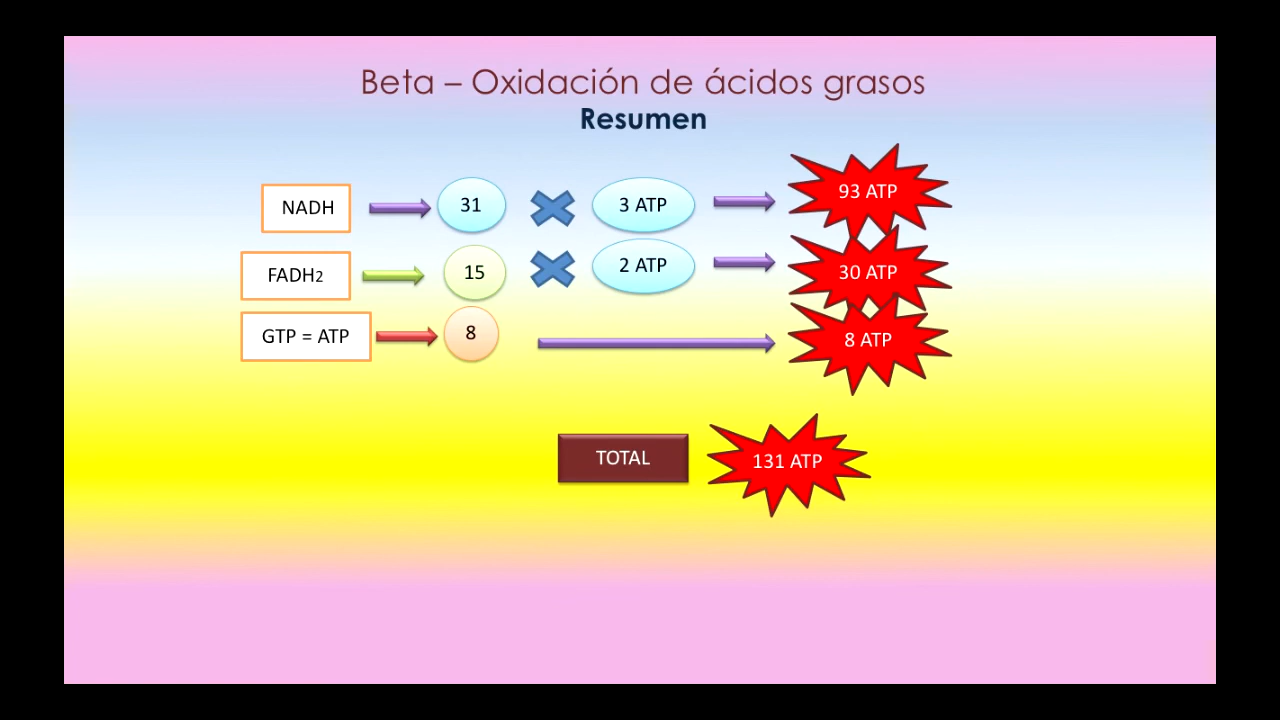 Beta – Oxidación de ácidos grasos
Resumen
NADH 31 3 ATP 93 ATP
FADH2 15 2 ATP 30 ATP
GTP = ATP 8 8 ATP
TOTAL 131 ATP